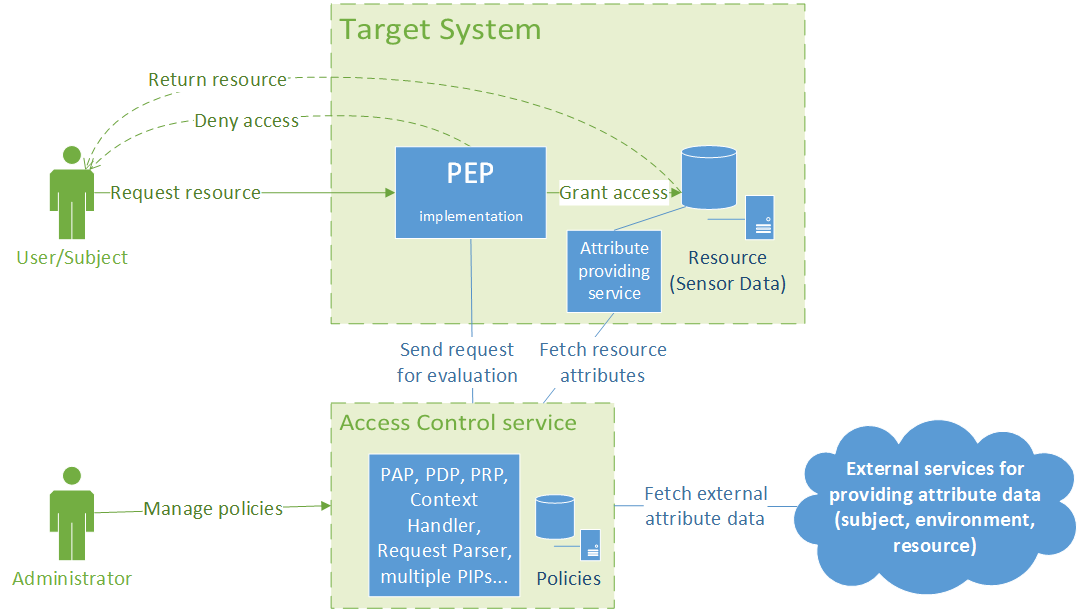 Target System
Return resource
Deny access
PEP
implementation
Request resource
Grant access
User/Subject
Attribute
providing
service
Resource
(Sensor Data)
Send request
for evaluation
Fetch resource
attributes
Access Control service
PAP, PDP, PRP,
Context
Handler,
Request Parser,
multiple PIPs...
Policies
Manage policies
Administrator
Fetch external
attribute data
External services for
providing attribute data
(subject, environment,
resource)